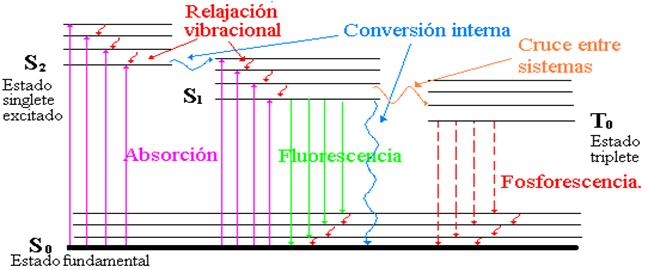 Relajación
vibracional
Conversión interna
Cruce entre
sistemas
S2
Estado
singlete
excitado
S1
T0
Estado
triplete
Absorción
Fluorescencia
Fosforescencia.
S0
Estado fundamental